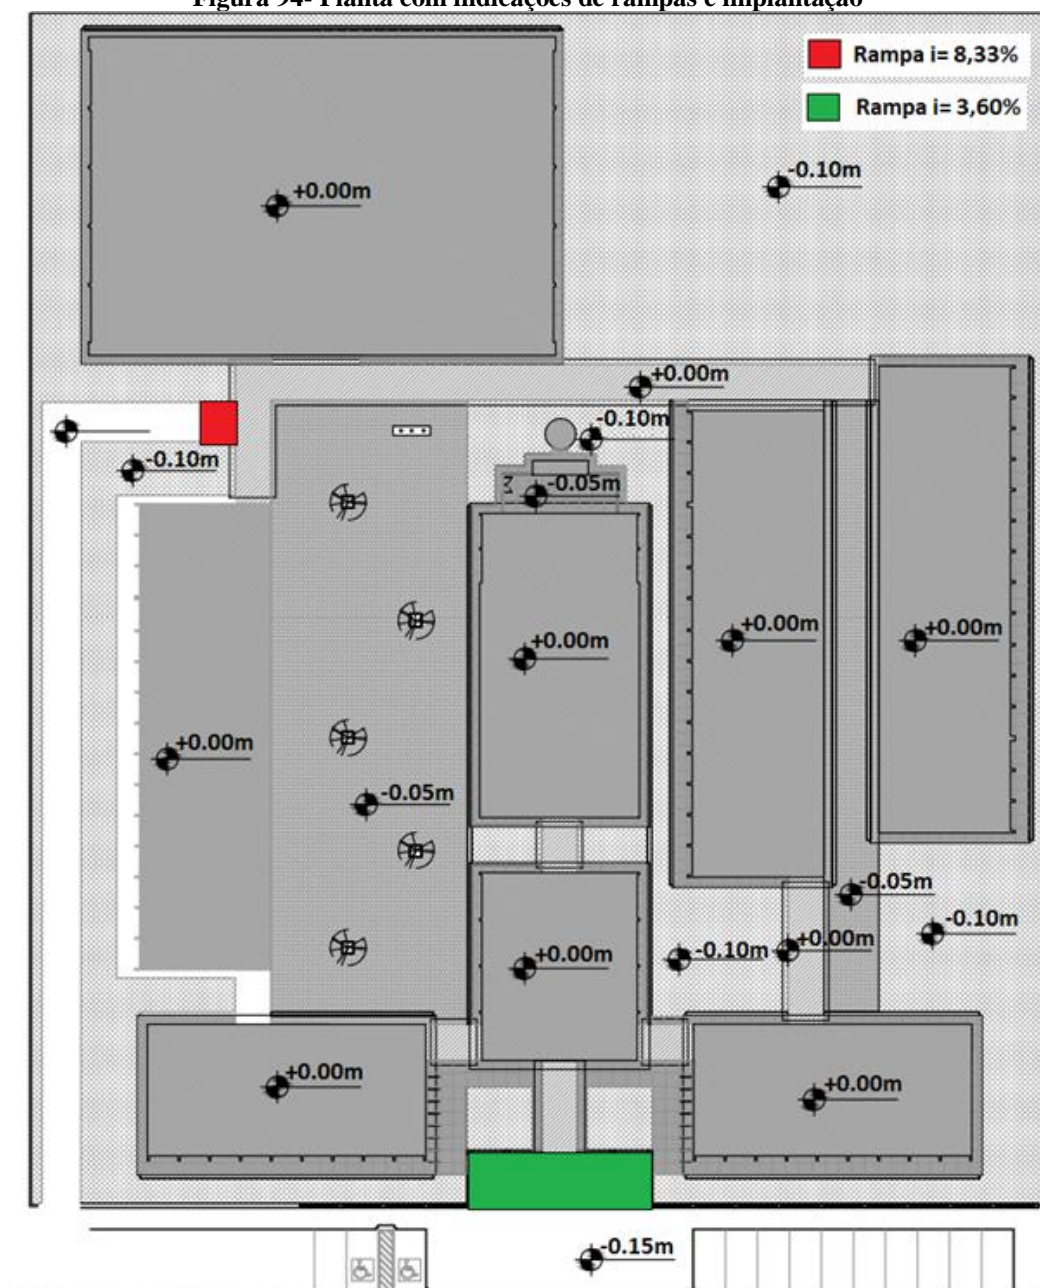 Figura 94- Planta com indicações de rampas e implantação
Rampa i= 8,33%
Rampa i= 3,60%
-0.10m
+0.00m
+0.00m
-0.10m
-0.10m
-0.05m
+0.00m
+0.00m
+0.00m
+0.00m
-0.05m
-0.05m
-0.10m
+0.00m
-0.10m
+0.00m
+0.00m
+0.00m
-0.15m